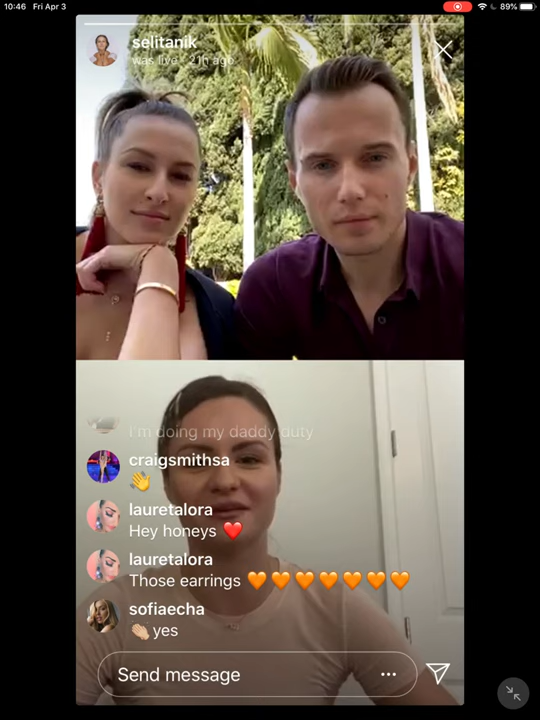 10:46 Fri Apr 3
89%
selitanik
was live · 21h ago
I'm doing my daddy duty
craigsmithsa
👋
lauretalora
Hey honeys ❤️
lauretalora
Those earrings 🧡🧡🧡🧡🧡🧡🧡
sofiaecha
👏🏼 yes
Send message